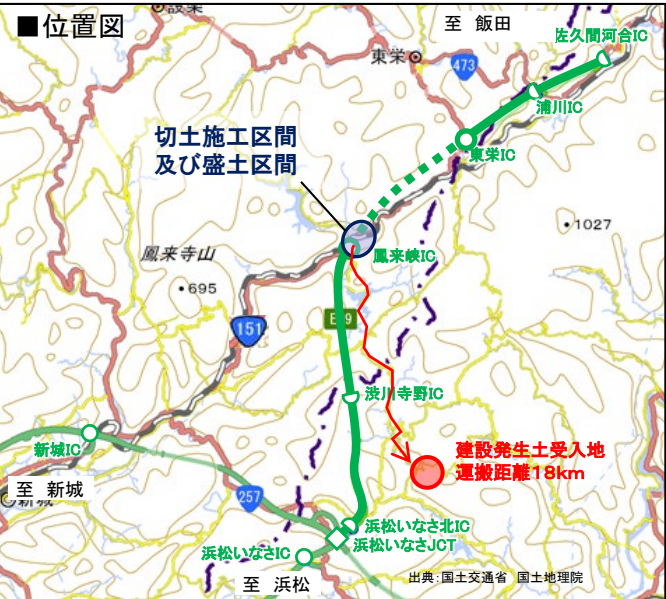 ■位置図
設楽
至 飯田
佐久間河合IC
東栄
473
浦川IC
切土施工区間
及び盛土区間
東栄IC
1027
鳳来寺山
鳳来峡IC
695
151
渋川寺野IC
新城IC
建設発生土受入地
運搬距離18km
至 新城
新城
257
浜松いなさ北IC
浜松いなさJCT
浜松いなさIC
至 浜松
出典:国土交通省 国土地理院